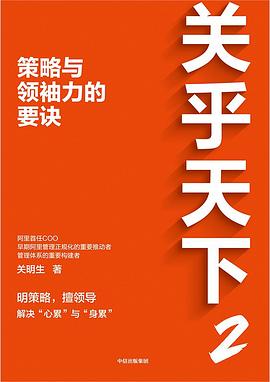 关乎天下2
策略与
领袖力的
要诀
阿里首任COO
早期阿里管理正规化的重要推动者
管理体系的重要构建者
关明生 著
明策略，擅领导
解决“心累”与“身累”
中信出版集团